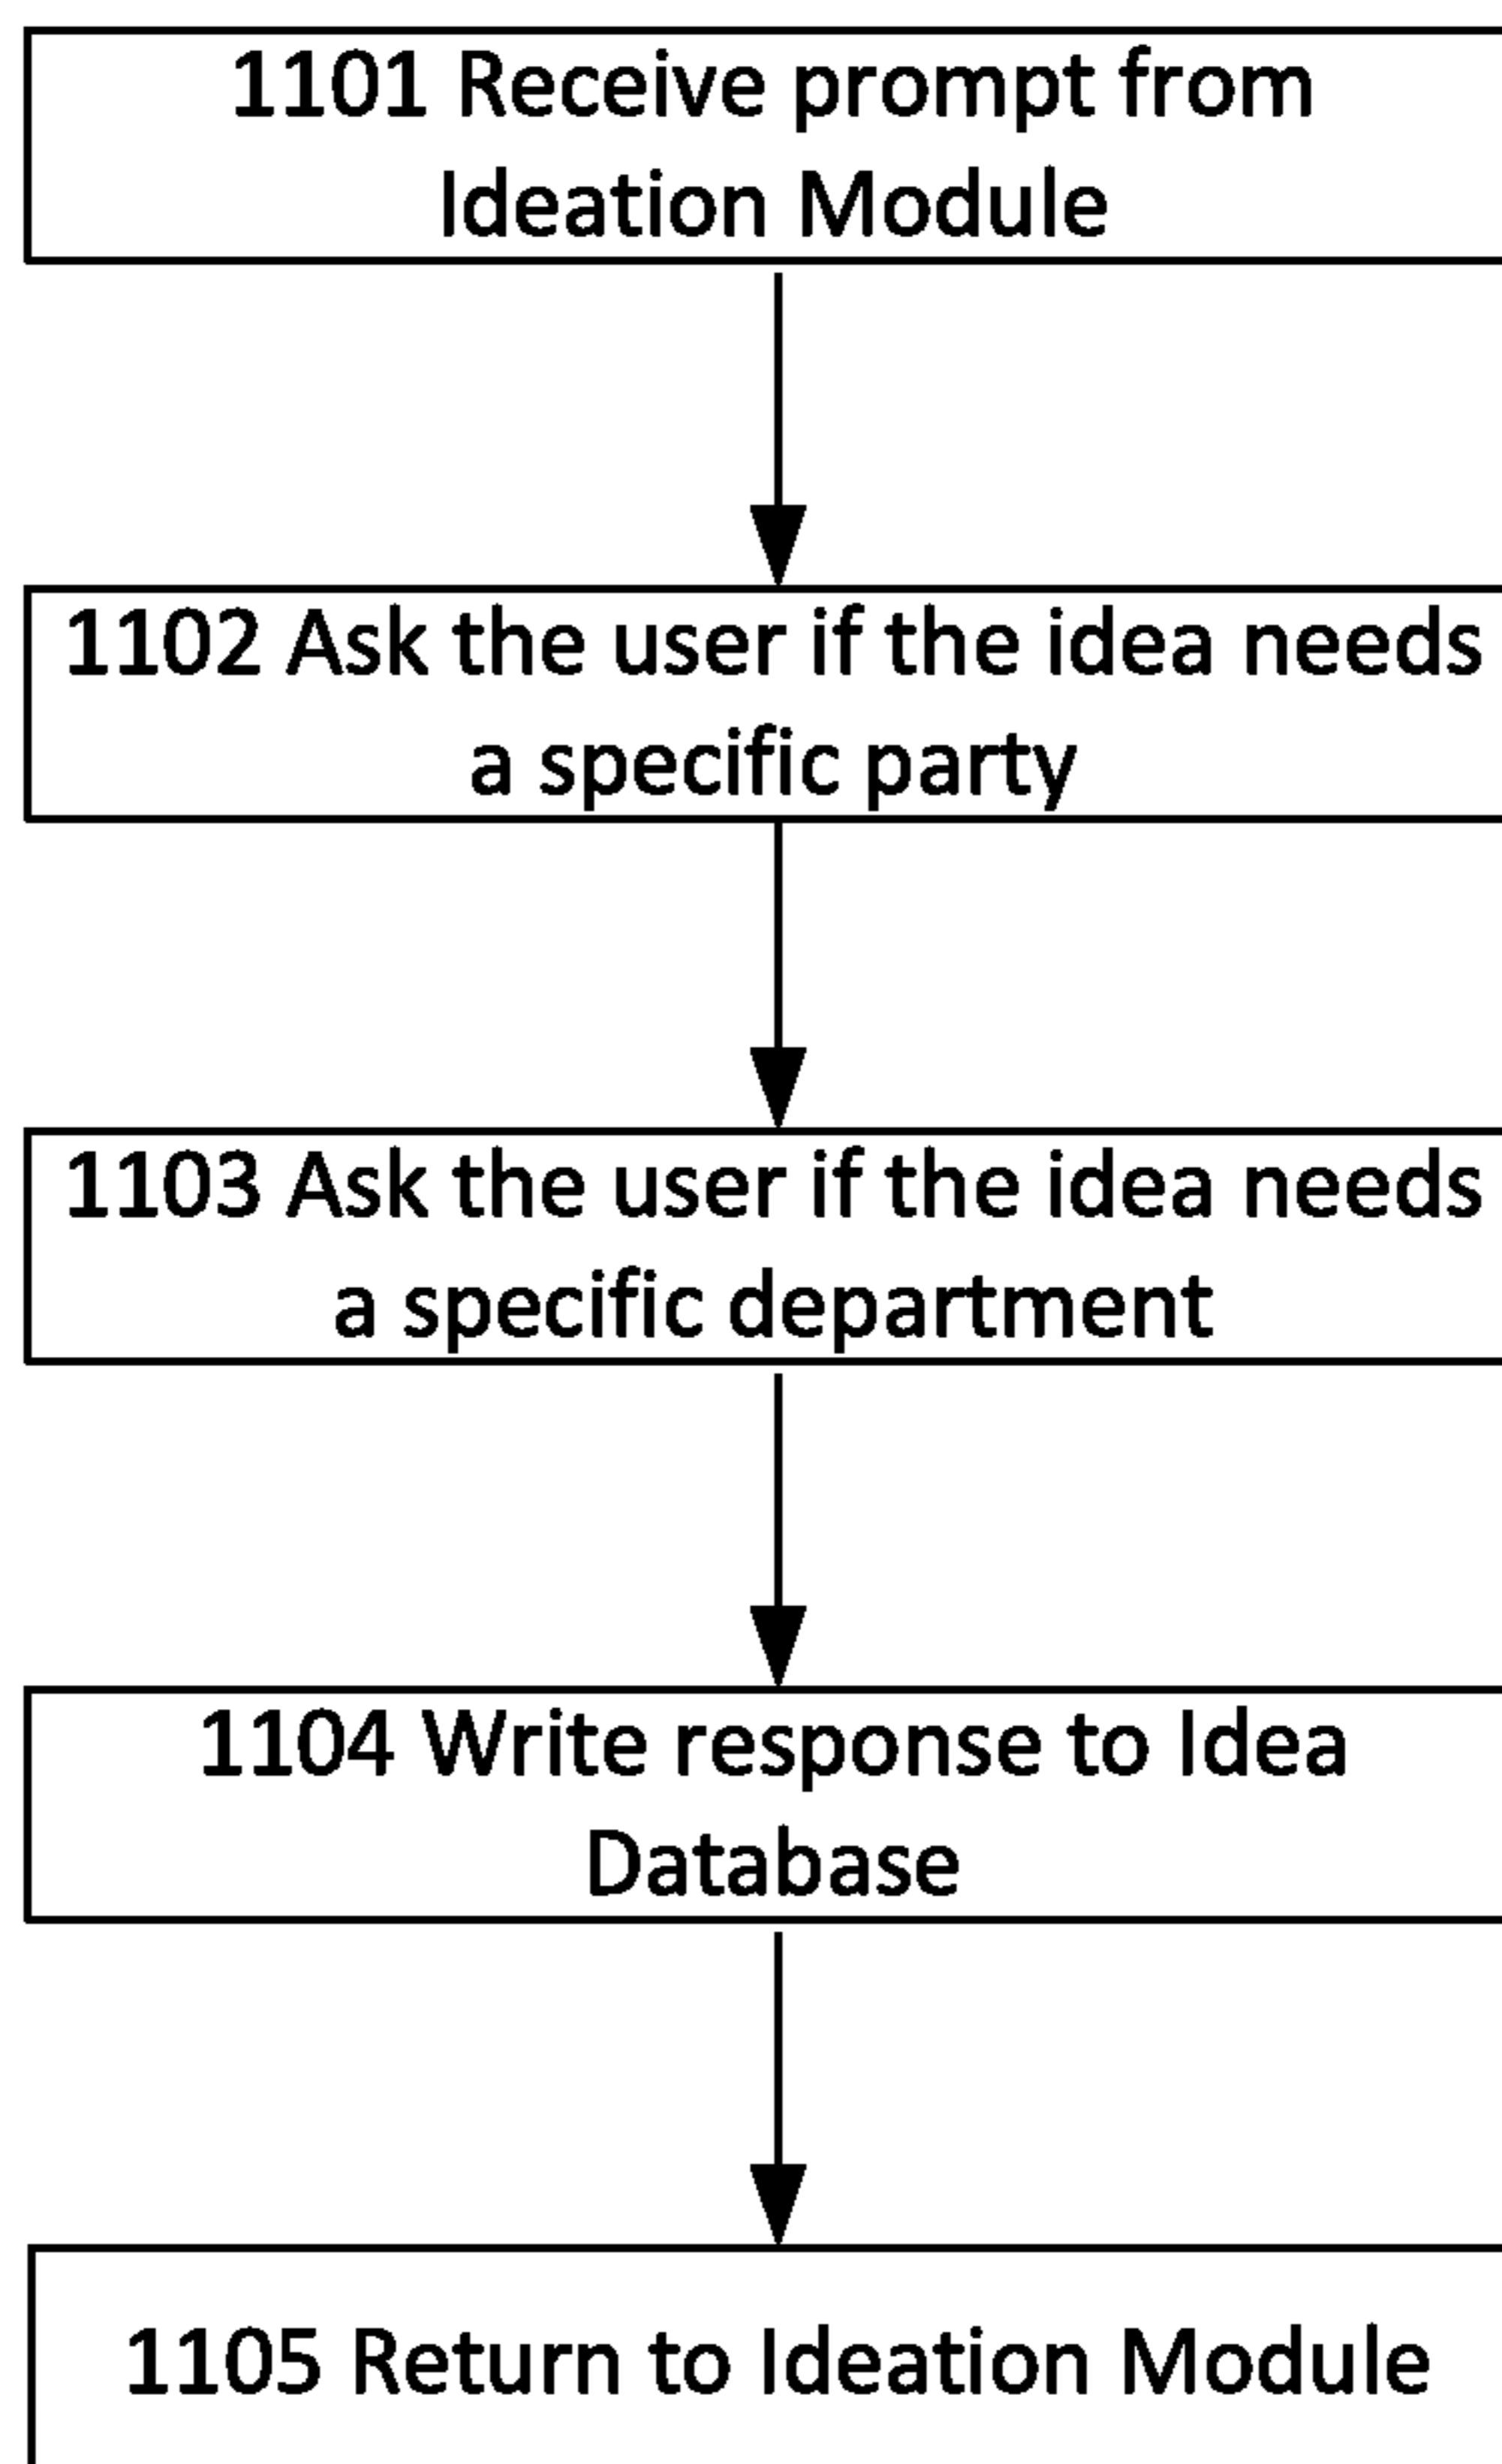 1101 Receive prompt from
Ideation Module
1102 Ask the user if the idea needs
a specific party
1103 Ask the user if the idea needs
a specific department
1104 Write response to Idea
Database
1105 Return to Ideation Module